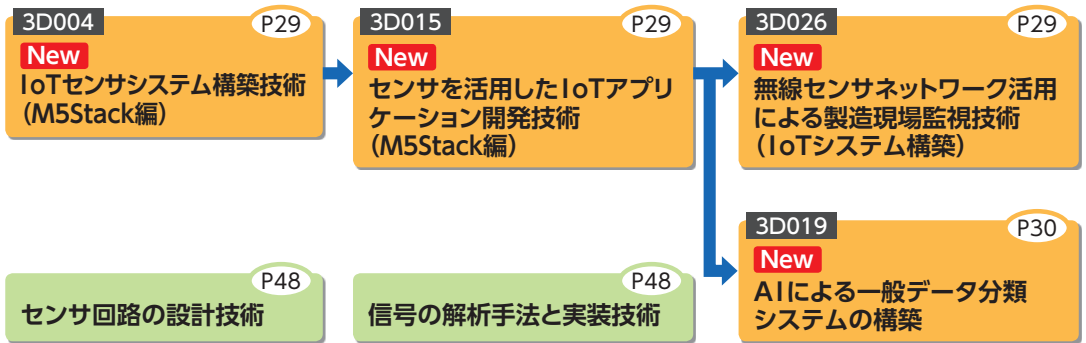 3D004
P29
New
IoTセンサシステム構築技術
(M5Stack編)
3D015
P29
New
センサを活用したIoTアプリ
ケーション開発技術
(M5Stack編)
3D026
P29
New
無線センサネットワーク活用
による製造現場監視技術
(IoTシステム構築)
3D019
P30
New
AIによる一般データ分類
システムの構築
P48
センサ回路の設計技術
P48
信号の解析手法と実装技術